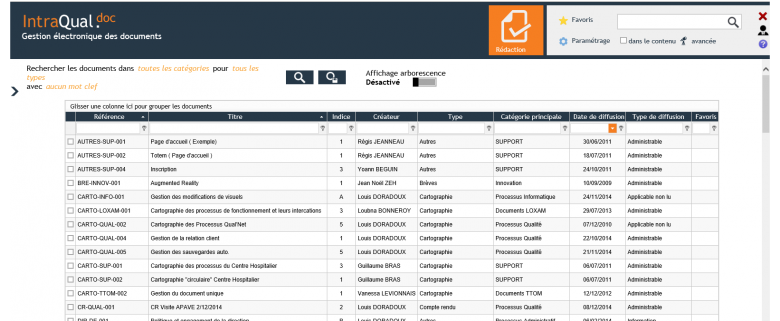 IntraQual.doc
Gestion électronique des documents
Rédaction
Favoris
Paramétrage
dans le contenu
avancée
Rechercher les documents dans toutes les catégories pour tous les
types
avec aucun mot clef
Affichage arborescence
Désactivé
Glisser une colonne ici pour grouper les documents
Référence Titre Indice Créateur Type Catégorie principale Date de diffusion Type de diffusion Favoris
AUTRES-SUP-001 Page d'accueil ( Exemple) 1 Régis JEANNEAU Autres SUPPORT 30/06/2011 Administrable
AUTRES-SUP-002 Totem ( Page d'accueil ) 1 Régis JEANNEAU Autres SUPPORT 18/07/2011 Administrable
AUTRES-SUP-004 Inscription 3 Yoann BEGUIN Autres SUPPORT 24/10/2011 Administrable
BRE-INNOV-001 Augmented Reality 1 Jean Noël ZEH Brèves Innovation 10/09/2009 Administrable
CARTO-INFO-001 Gestion des modifications de visuels A Louis DORADOUX Cartographie Processus Informatique 24/11/2014 Applicable non lu
CARTO-LOXAM-001 Cartographie des processus de fonctionnement et leurs intercations 3 Loubna BONNEROY Cartographie Documents LOXAM 29/07/2013 Administrable
CARTO-QUAL-002 Cartographie des Processus Qual'Net 5 Louis DORADOUX Cartographie Processus Qualité 07/12/2010 Applicable non lu
CARTO-QUAL-004 Gestion de la relation client 1 Louis DORADOUX Cartographie Processus Qualité 22/10/2014 Administrable
CARTO-QUAL-005 Gestion des sauvegardes auto. 5 Louis DORADOUX Cartographie Processus Qualité 21/11/2014 Administrable
CARTO-SUP-001 Cartographie des processus du Centre Hospitalier 3 Guillaume BRAS Cartographie SUPPORT 06/07/2011 Administrable
CARTO-SUP-002 Cartographie "circulaire" Centre Hospitalier 1 Guillaume BRAS Cartographie SUPPORT 06/07/2011 Administrable
CARTO-TTOM-002 Gestion du document unique 1 Vanessa LEVIONNAIS Cartographie Documents TTOM 12/12/2012 Administrable
CR-QUAL-001 CR Visite APAVE 2/12/2014 2 Louis DORADOUX Compte rendu Processus Qualité 08/12/2014 Administrable